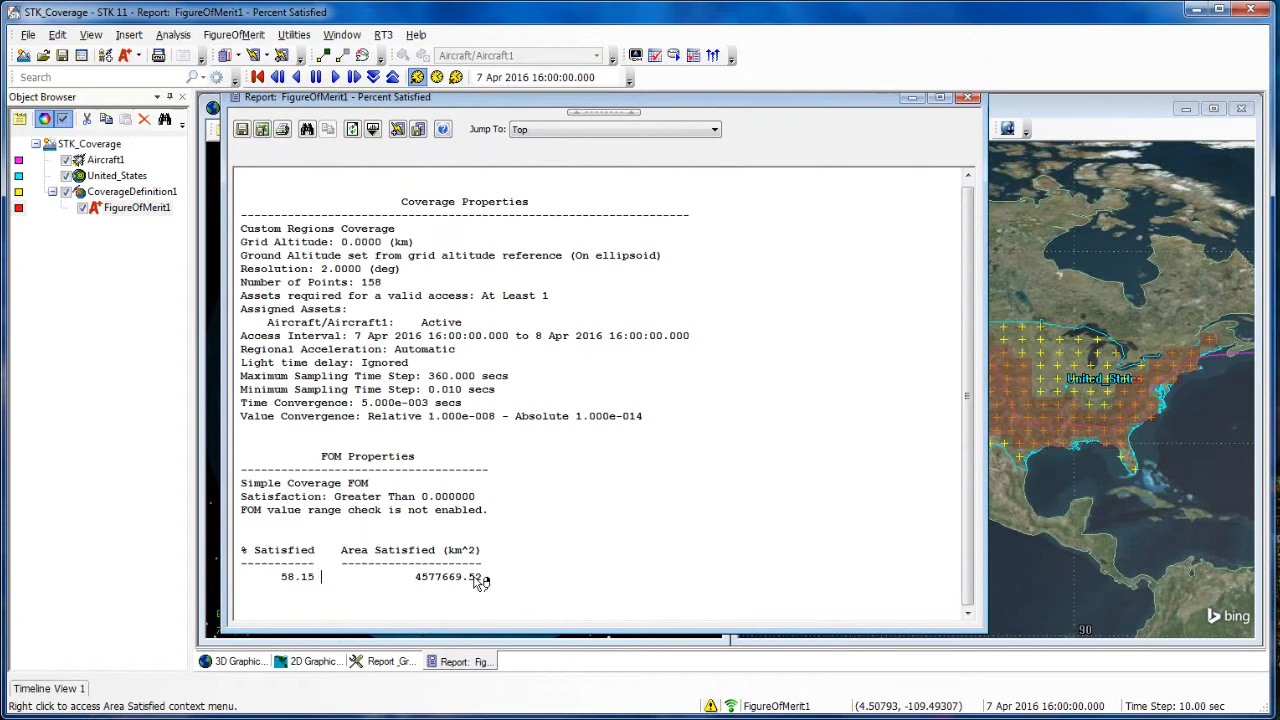 STK_Coverage - STK 11 - Report: FigureOfMerit1 - Percent Satisfied
File Edit View Insert Analysis FigureOfMerit Utilities Window RT3 Help
Aircraft/Aircraft1
Search
7 Apr 2016 16:00:00.000
Object Browser
Report: FigureOfMerit1 - Percent Satisfied
STK_Coverage
Aircraft1
United_States
CoverageDefinition1
FigureOfMerit1
Jump To: Top
Coverage Properties
---------------------------------------------------------------
Custom Regions Coverage
Grid Altitude: 0.0000 (km)
Ground Altitude set from grid altitude reference (On ellipsoid)
Resolution: 2.0000 (deg)
Number of Points: 158
Assets required for a valid access: At Least 1
Assigned Assets:
Aircraft/Aircraft1: Active
Access Interval: 7 Apr 2016 16:00:00.000 to 8 Apr 2016 16:00:00.000
Regional Acceleration: Automatic
Light time delay: Ignored
Maximum Sampling Time Step: 360.000 secs
Minimum Sampling Time Step: 0.010 secs
Time Convergence: 5.000e-003 secs
Value Convergence: Relative 1.000e-008 - Absolute 1.000e-014
FOM Properties
-------------------------------------
Simple Coverage FOM
Satisfaction: Greater Than 0.000000
FOM value range check is not enabled.
% Satisfied Area Satisfied (km^2)
----------- ---------------------
58.15 4577669.52
United_States
90
bing
3D Graphic... 2D Graphic... Report_Gr... Report: Fig...
Timeline View 1
Right click to access Area Satisfied context menu.
FigureOfMerit1 (4.50793, -109.49307) 7 Apr 2016 16:00:00.000 Time Step: 10.00 sec